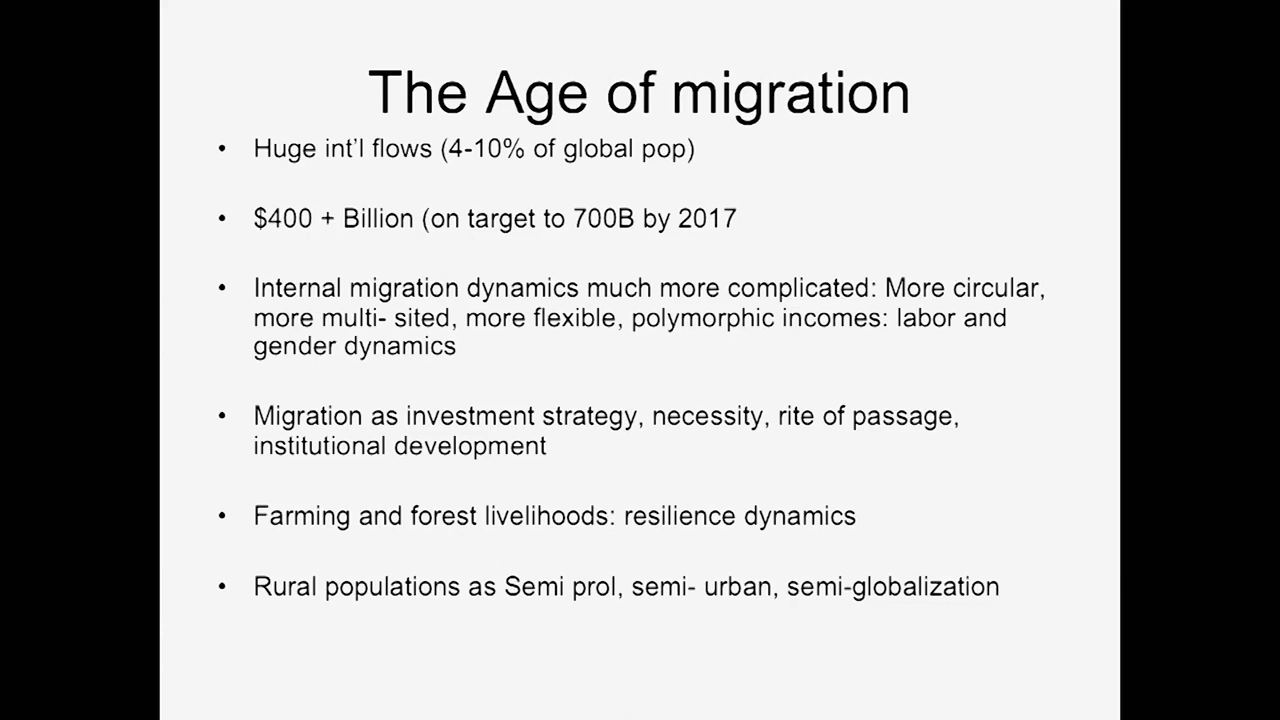 The Age of migration
• Huge int'l flows (4-10% of global pop)
• $400 + Billion (on target to 700B by 2017
• Internal migration dynamics much more complicated: More circular,
more multi- sited, more flexible, polymorphic incomes: labor and
gender dynamics
• Migration as investment strategy, necessity, rite of passage,
institutional development
• Farming and forest livelihoods: resilience dynamics
• Rural populations as Semi prol, semi- urban, semi-globalization